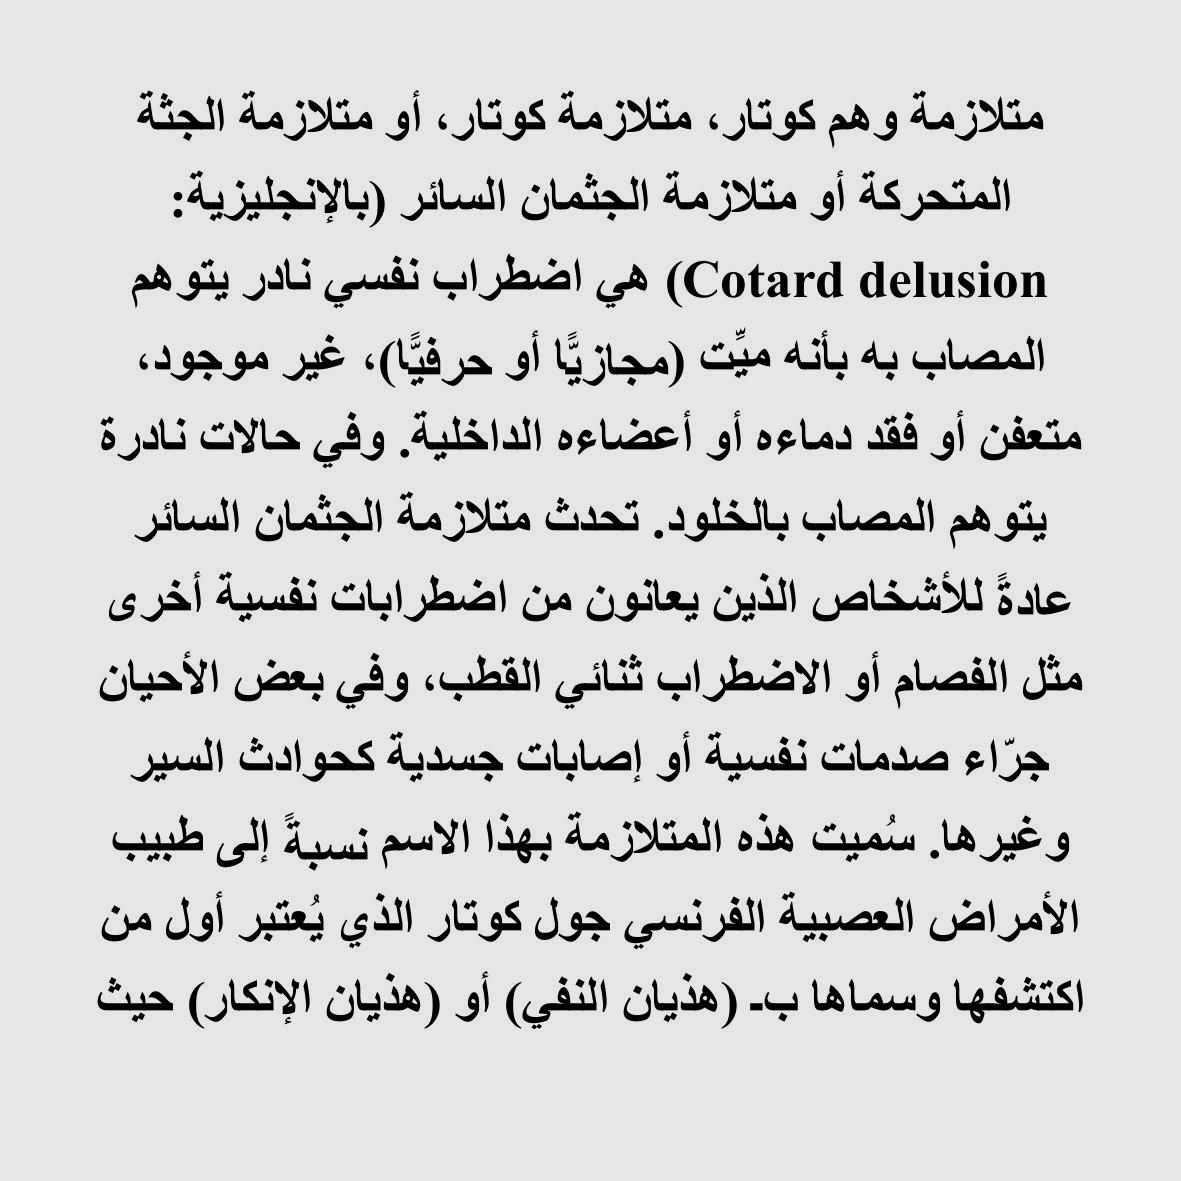 متلازمة وهم كوتار، متلازمة كوتار، أو متلازمة الجثة
المتحركة أو متلازمة الجثمان السائر (بالإنجليزية:
Cotard delusion) هي اضطراب نفسي نادر يتوهم
المصاب به بأنه ميِّت (مجازيًّا أو حرفيًّا)، غير موجود،
متعفن أو فقد دماءه أو أعضاءه الداخلية. وفي حالات نادرة
يتوهم المصاب بالخلود. تحدث متلازمة الجثمان السائر
عادةً للأشخاص الذين يعانون من اضطرابات نفسية أخرى
مثل الفصام أو الاضطراب ثنائي القطب، وفي بعض الأحيان
جرّاء صدمات نفسية أو إصابات جسدية كحوادث السير
وغيرها. سُميت هذه المتلازمة بهذا الاسم نسبةً إلى طبيب
الأمراض العصبية الفرنسي جول كوتار الذي يُعتبر أول من
اكتشفها وسماها بـ (هذيان النفي) أو (هذيان الإنكار) حيث